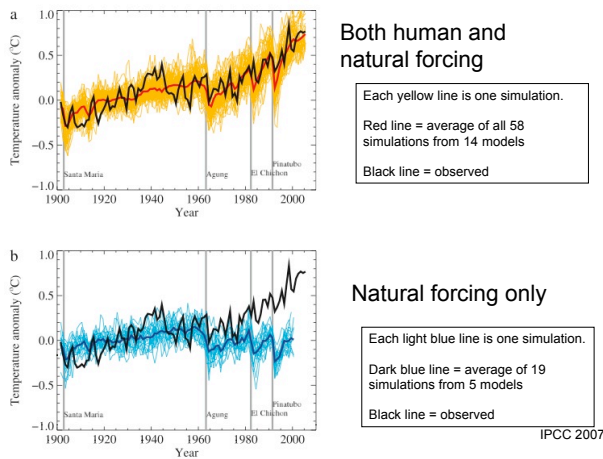 a
Both human and
natural forcing
Temperature anomaly (°C)
1.0
0.5
0.0
−0.5
−1.0
Santa Maria
Agung
El Chichon
Pinatubo
1900 1920 1940 1960 1980 2000
Year
Each yellow line is one simulation.
Red line = average of all 58
simulations from 14 models
Black line = observed
b
Natural forcing only
Temperature anomaly (°C)
1.0
0.5
0.0
−0.5
−1.0
Santa Maria
Agung
El Chichon
Pinatubo
1900 1920 1940 1960 1980 2000
Year
Each light blue line is one simulation.
Dark blue line = average of 19
simulations from 5 models
Black line = observed
IPCC 2007